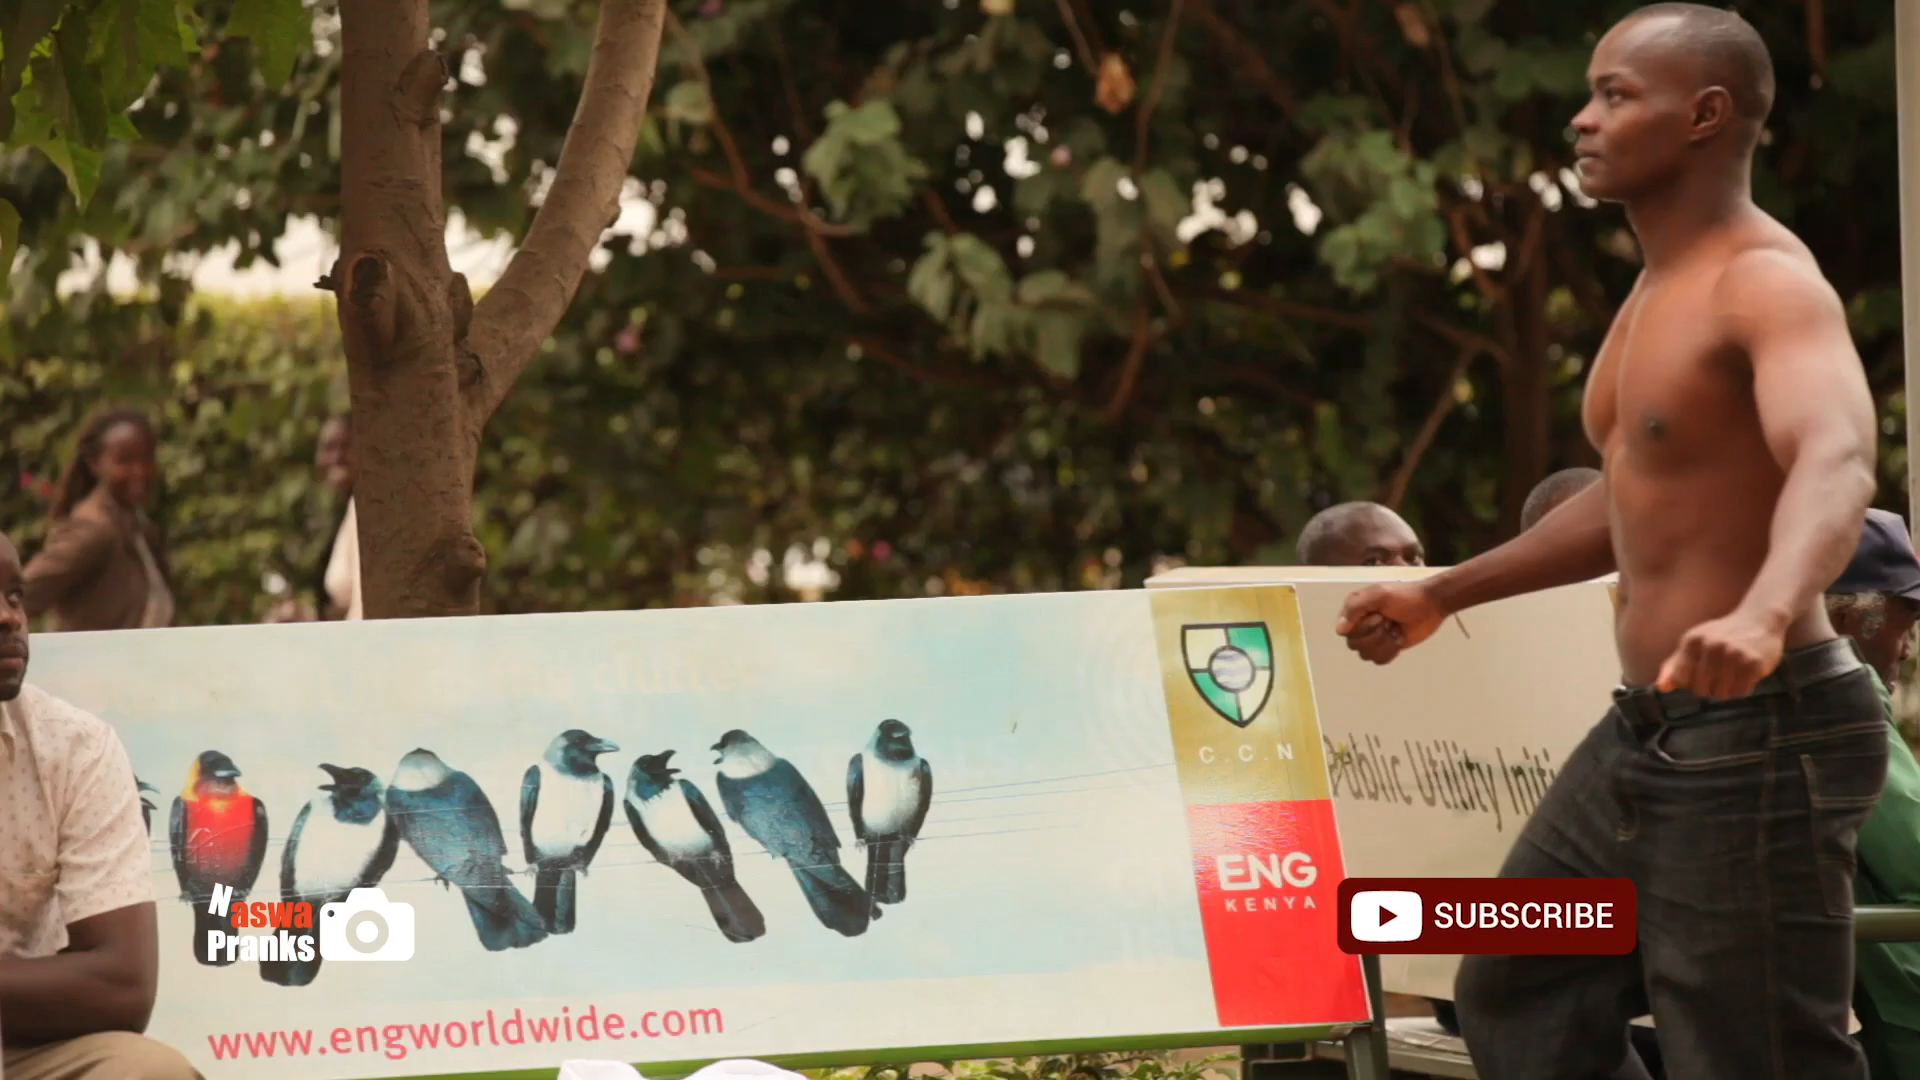 C.C.N
Public Utility Initi
ENG
KENYA
Naswa
Pranks
SUBSCRIBE
www.engworldwide.com